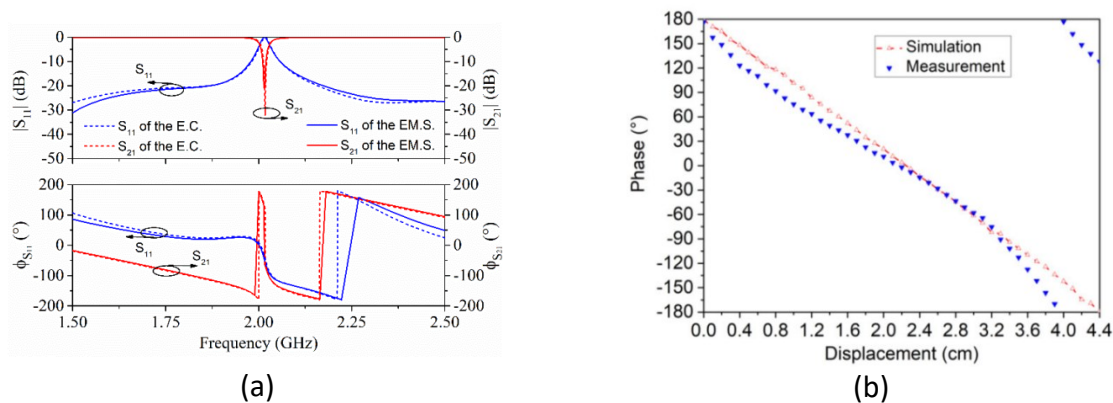 0 0
-10 -10
-20 -20
-30 -30
-40 -40
-50 -50
|S11| (dB)
|S21| (dB)
S11
S21
S11 of the E.C. S11 of the EM.S.
S21 of the E.C. S21 of the EM.S.
200 200
100 100
0 0
-100 -100
-200 -200
ϕS11 (°)
ϕS21 (°)
S11
S21
1.50 1.75 2.00 2.25 2.50
Frequency (GHz)
(a)
180
150
120
90
60
30
0
-30
-60
-90
-120
-150
-180
Phase (°)
Simulation
Measurement
0.0 0.4 0.8 1.2 1.6 2.0 2.4 2.8 3.2 3.6 4.0 4.4
Displacement (cm)
(b)